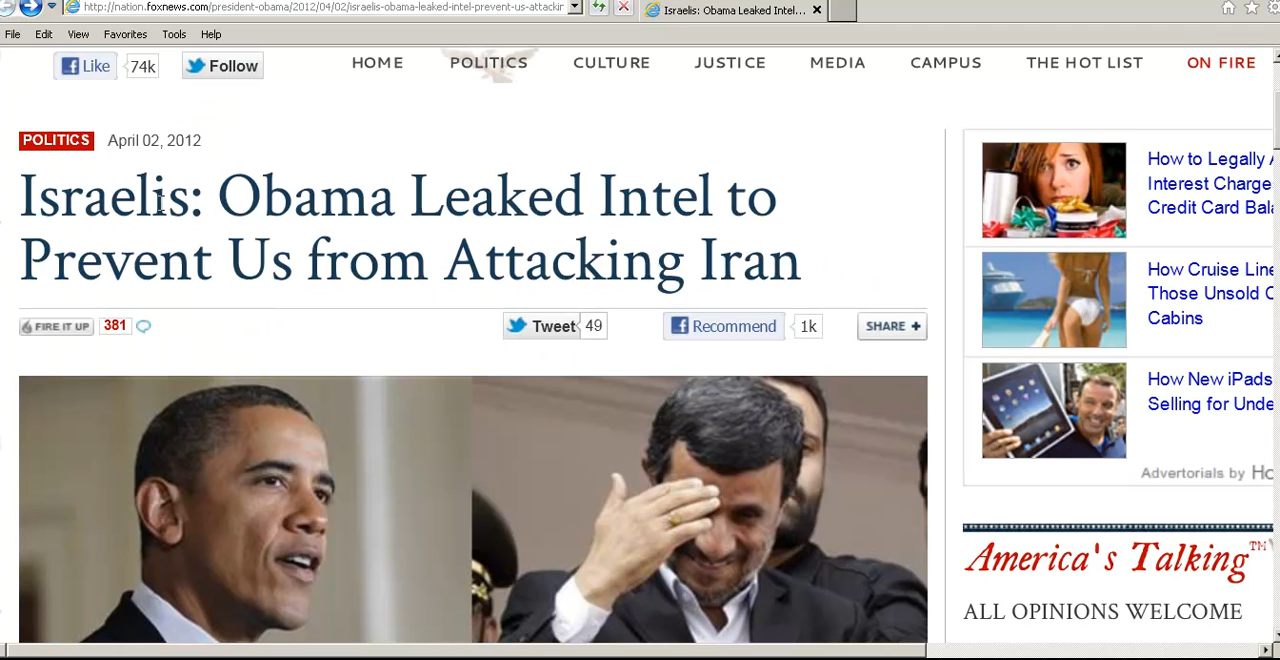 http://nation.foxnews.com/president-obama/2012/04/02/israelis-obama-leaked-intel-prevent-us-attackir
Israelis: Obama Leaked Intel...
File Edit View Favorites Tools Help
Like 74k Follow
HOME POLITICS CULTURE JUSTICE MEDIA CAMPUS THE HOT LIST ON FIRE
POLITICS April 02, 2012
Israelis: Obama Leaked Intel to
Prevent Us from Attacking Iran
FIRE IT UP 381 Tweet 49 Recommend 1k SHARE +
How to Legally A
Interest Charge
Credit Card Bala
How Cruise Line
Those Unsold C
Cabins
How New iPads
Selling for Unde
Advertorials by Ho
America's Talking™
ALL OPINIONS WELCOME